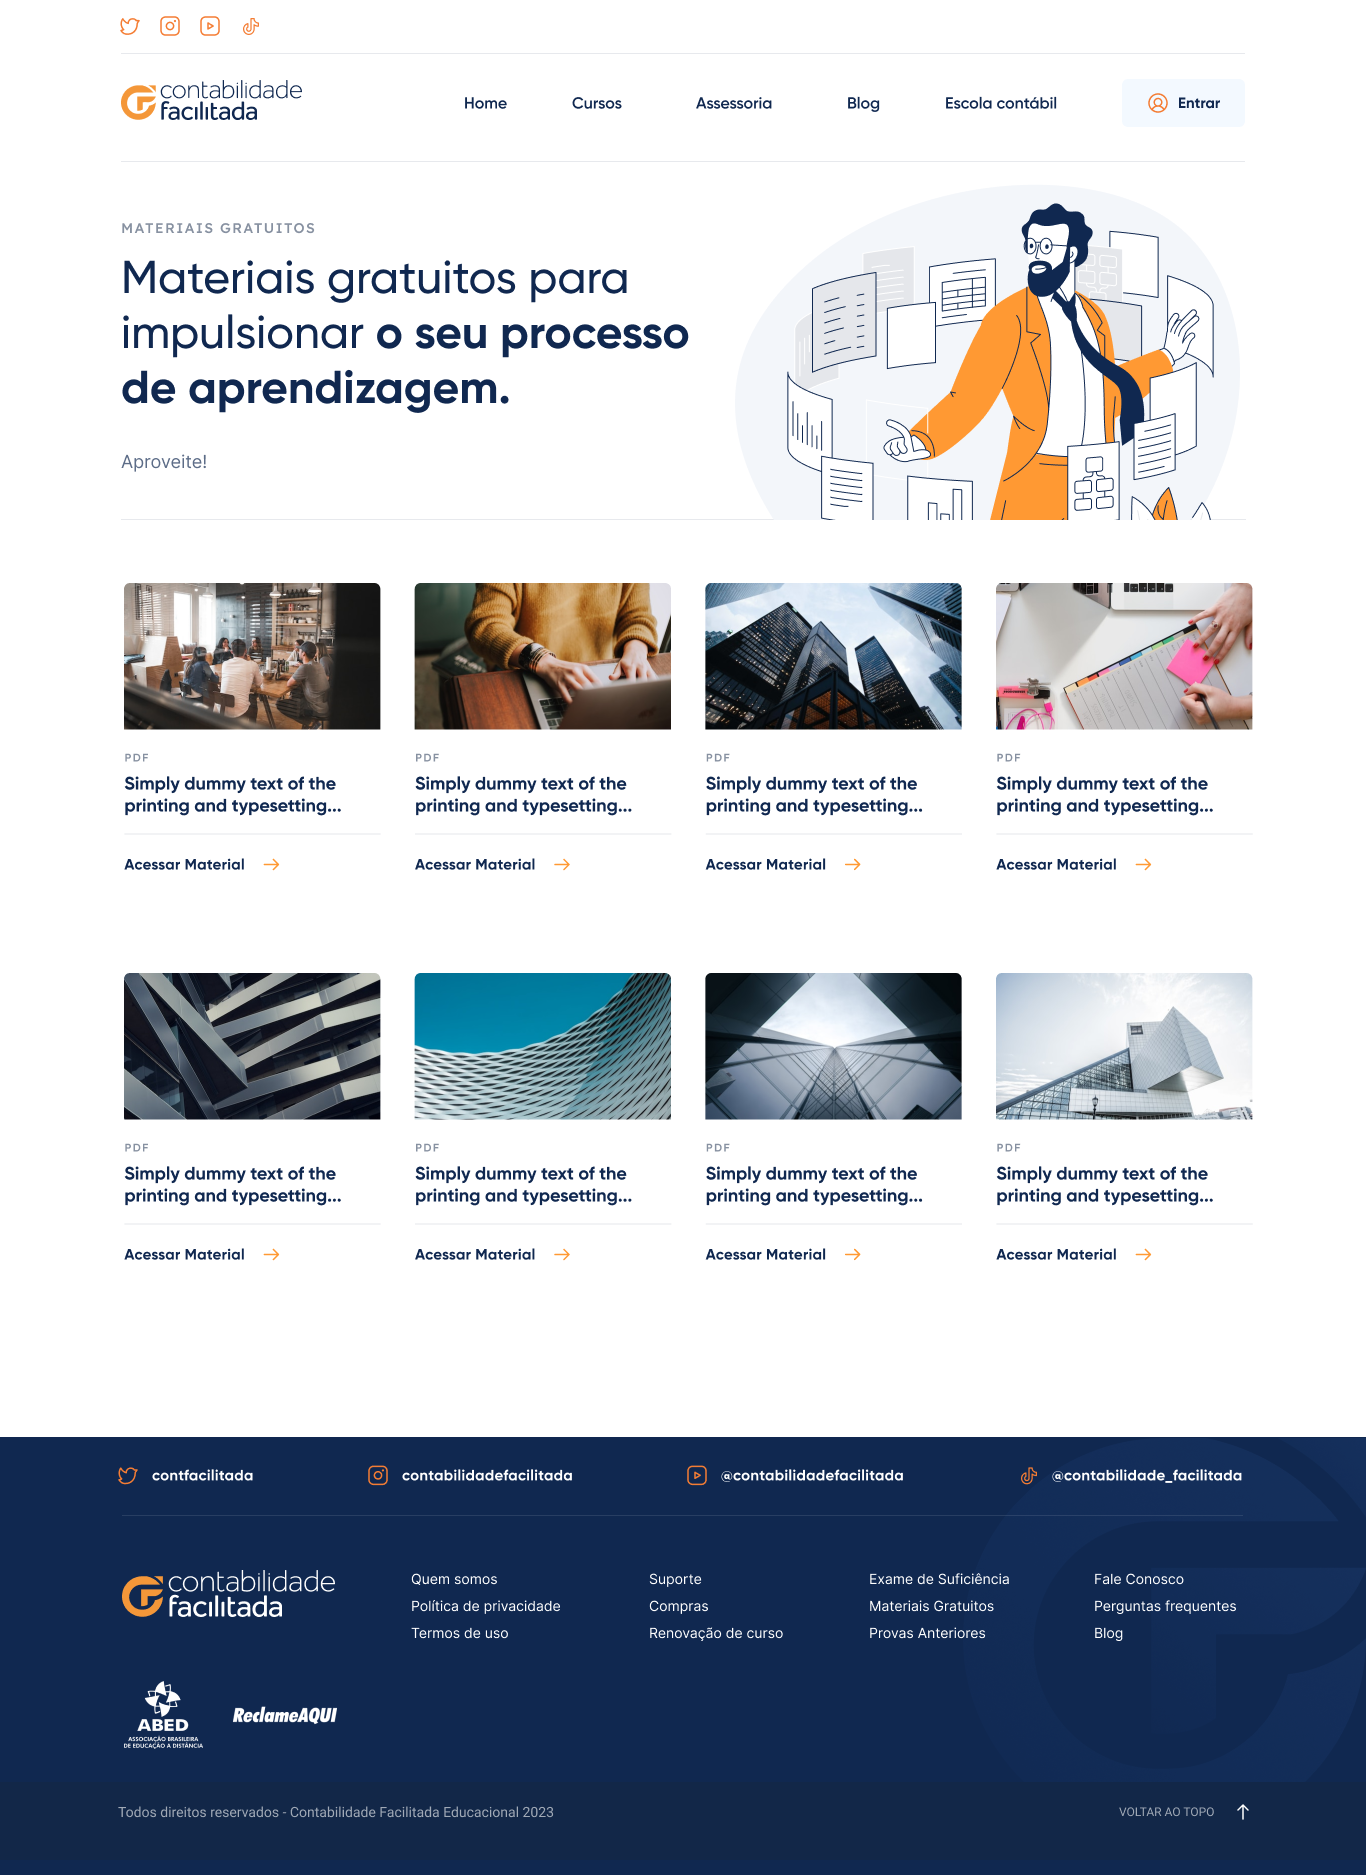 contabilidade
facilitada
Home
Cursos
Assessoria
Blog
Escola contábil
Entrar
MATERIAIS GRATUITOS
Materiais gratuitos para
impulsionar o seu processo
de aprendizagem.
Aproveite!
PDF
Simply dummy text of the
printing and typesetting...
Acessar Material
PDF
Simply dummy text of the
printing and typesetting...
Acessar Material
PDF
Simply dummy text of the
printing and typesetting...
Acessar Material
PDF
Simply dummy text of the
printing and typesetting...
Acessar Material
PDF
Simply dummy text of the
printing and typesetting...
Acessar Material
PDF
Simply dummy text of the
printing and typesetting...
Acessar Material
PDF
Simply dummy text of the
printing and typesetting...
Acessar Material
PDF
Simply dummy text of the
printing and typesetting...
Acessar Material
contfacilitada
contabilidadefacilitada
@contabilidadefacilitada
@contabilidade_facilitada
contabilidade
facilitada
Quem somos
Política de privacidade
Termos de uso
Suporte
Compras
Renovação de curso
Exame de Suficiência
Materiais Gratuitos
Provas Anteriores
Fale Conosco
Perguntas frequentes
Blog
ABED
ASSOCIAÇÃO BRASILEIRA
DE EDUCAÇÃO A DISTÂNCIA
ReclameAQUI
Todos direitos reservados - Contabilidade Facilitada Educacional 2023
VOLTAR AO TOPO